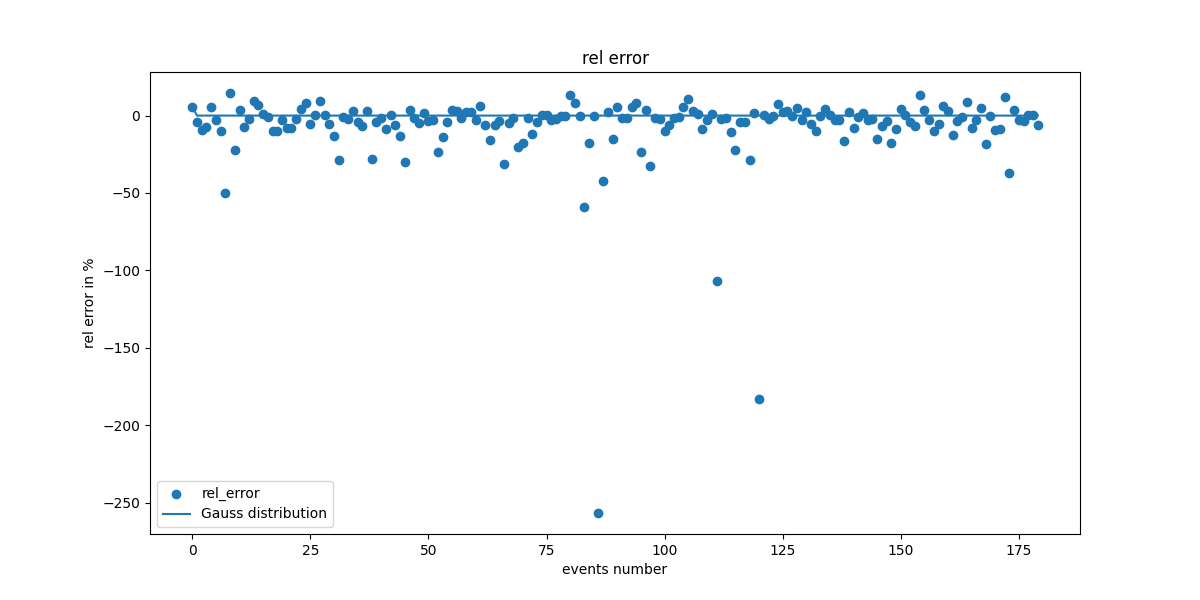 rel error
0
−50
−100
−150
−200
−250
rel error in %
rel_error
Gauss distribution
0 25 50 75 100 125 150 175
events number